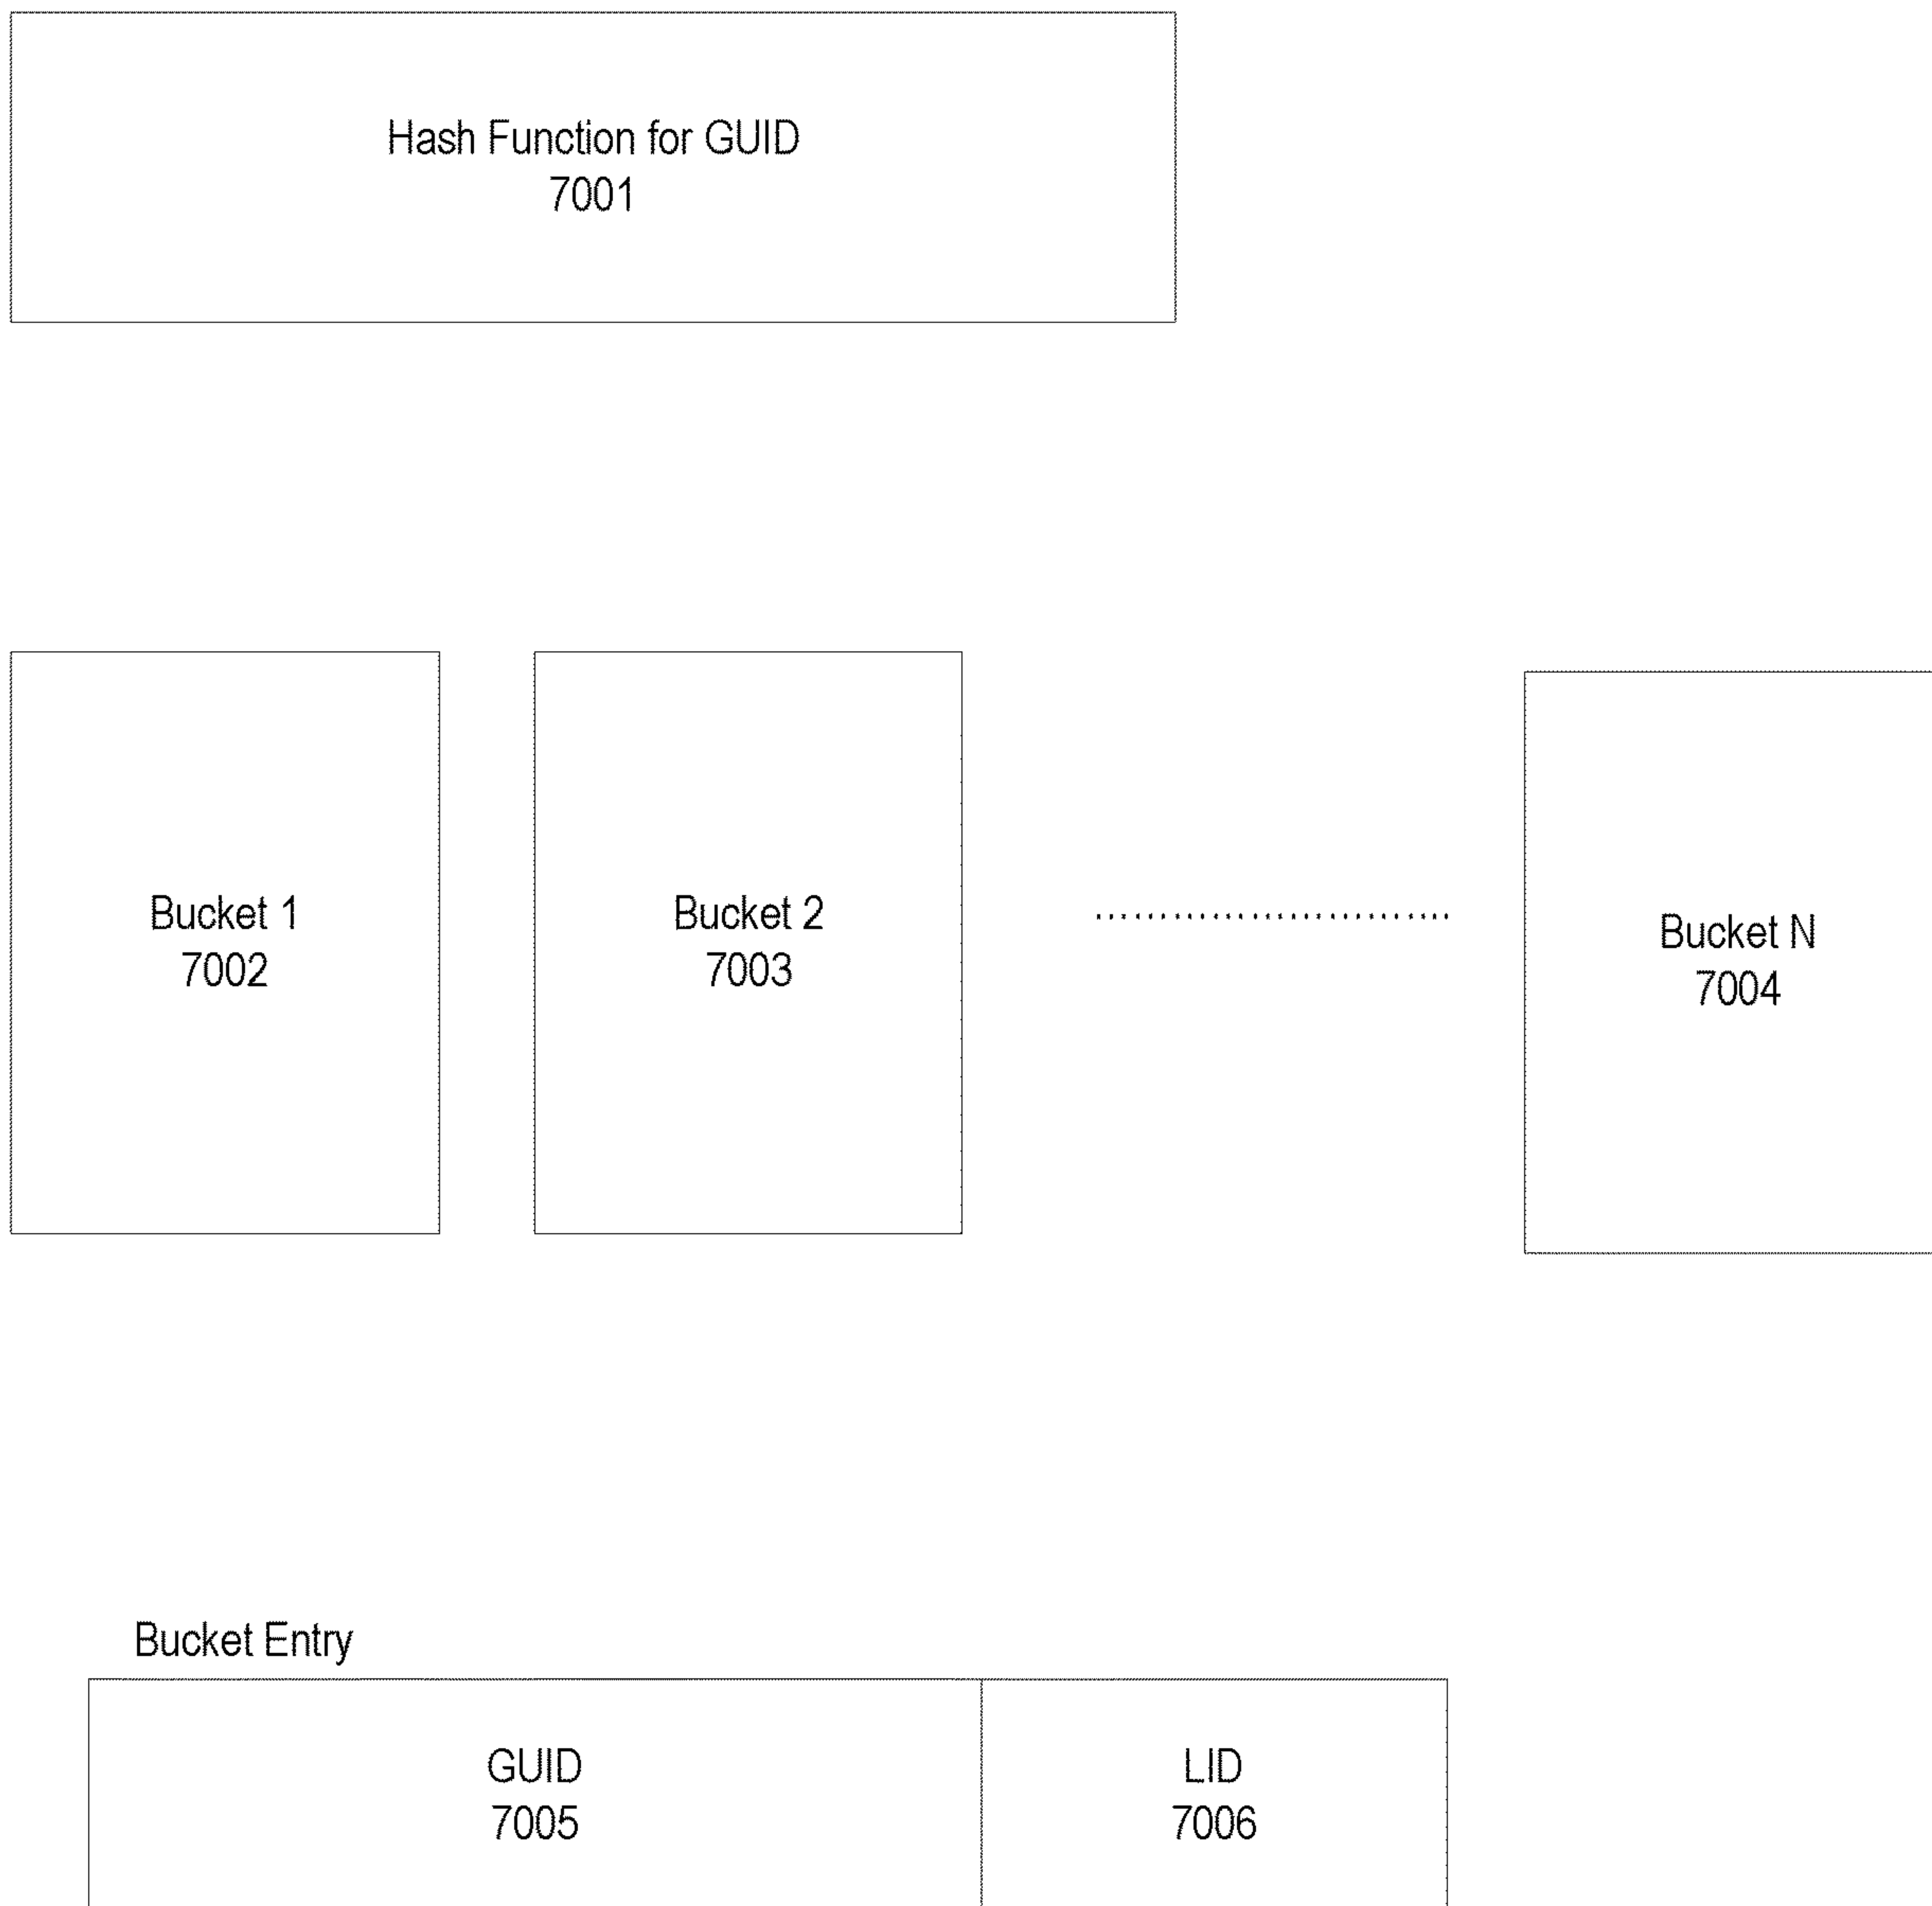 Hash Function for GUID
7001
Bucket 1
7002
Bucket 2
7003
Bucket N
7004
Bucket Entry
GUID
7005
LID
7006